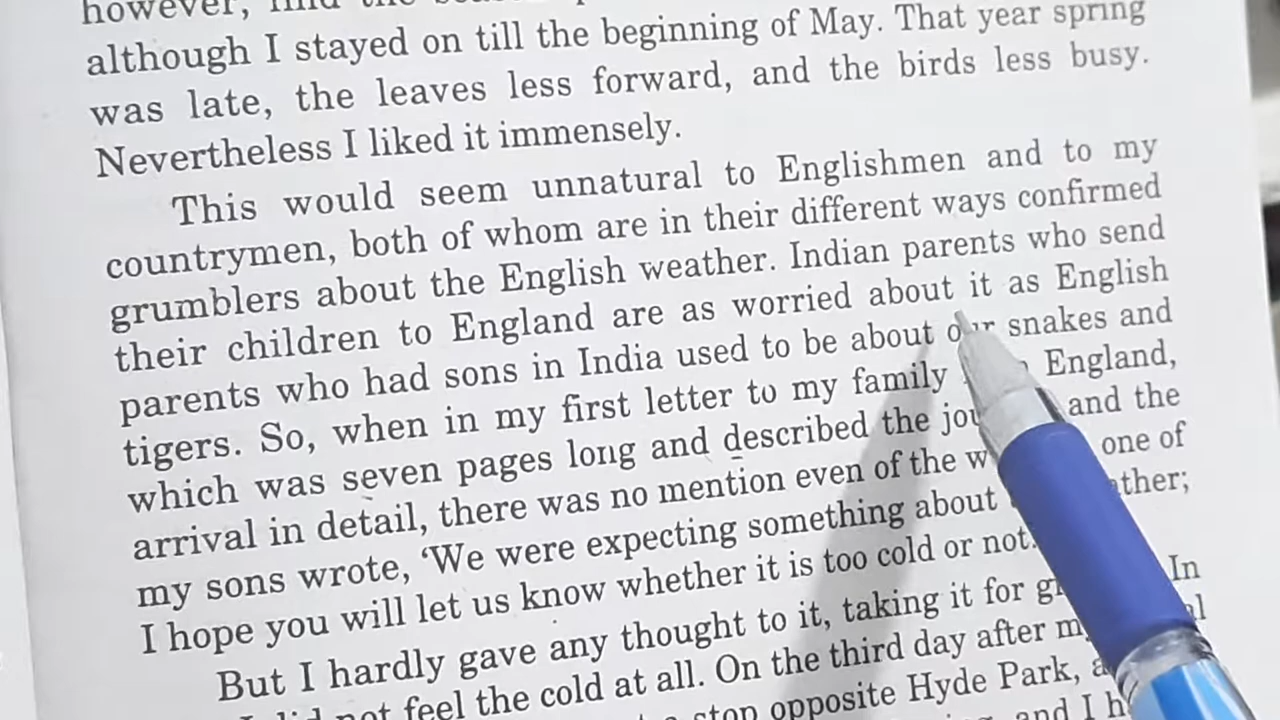 however,
although I stayed on till the beginning of May. That year spring
was late, the leaves less forward, and the birds less busy.
Nevertheless I liked it immensely.
This would seem unnatural to Englishmen and to my
countrymen, both of whom are in their different ways confirmed
grumblers about the English weather. Indian parents who send
their children to England are as worried about it as English
parents who had sons in India used to be about our snakes and
tigers. So, when in my first letter to my family England,
which was seven pages long and described the and the
arrival in detail, there was no mention even of the one of
my sons wrote, ‘We were expecting something about
I hope you will let us know whether it is too cold or not.
But I hardly gave any thought to it, taking it for In
I did not feel the cold at all. On the third day after
stop opposite Hyde Park,
and I